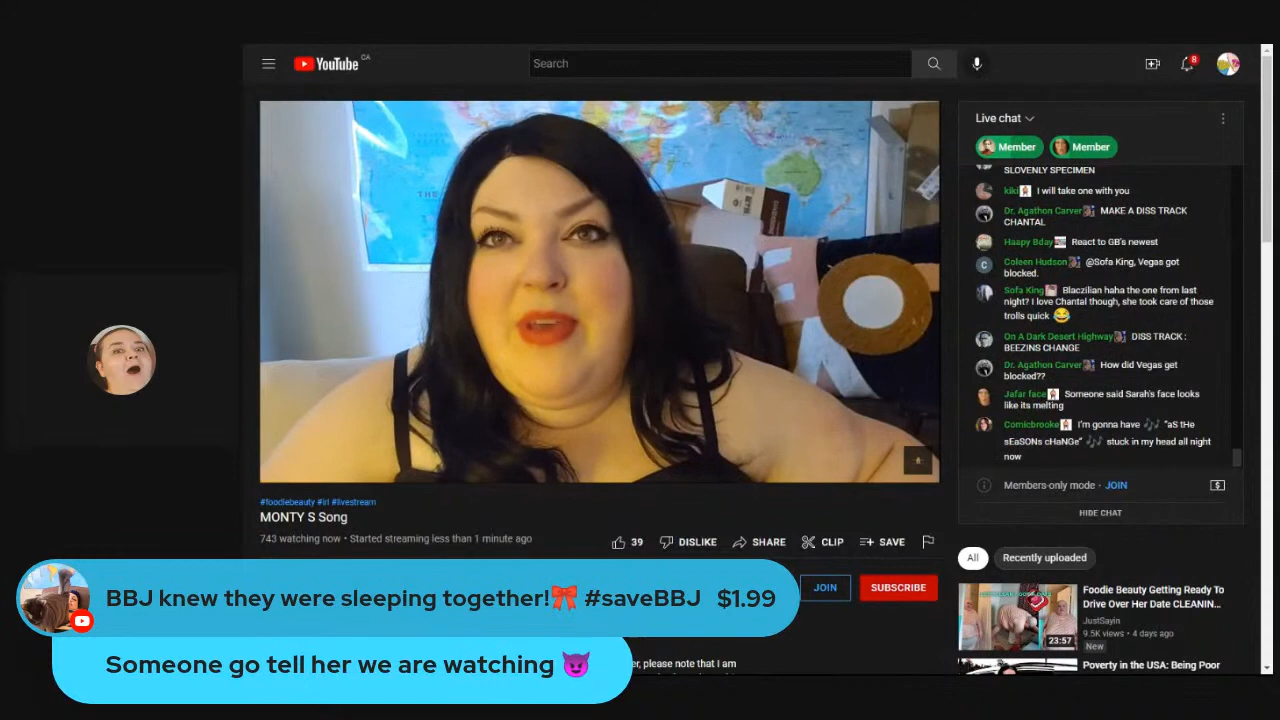 YouTube CA
Search
8
Live chat
Member Member
SLOVENLY SPECIMEN
kiki I will take one with you
Dr. Agathon Carver MAKE A DISS TRACK
CHANTAL
Haapy Bday React to GB's newest
C
Coleen Hudson @Sofa King, Vegas got
blocked.
Sofa King Blaczilian haha the one from last
night? I love Chantal though, she took care of those
trolls quick 😂
On A Dark Desert Highway DISS TRACK :
BEEZINS CHANGE
Dr. Agathon Carver How did Vegas get
blocked??
Jafar face Someone said Sarah's face looks
like its melting
Comicbrooke I'm gonna have 🎶 "aS tHe
sEaSONs cHaNGe" 🎶 stuck in my head all night
now
Members-only mode · JOIN
HIDE CHAT
#foodiebeauty #irl #livestream
MONTY S Song
743 watching now • Started streaming less than 1 minute ago
39 DISLIKE SHARE CLIP SAVE
JOIN SUBSCRIBE
BBJ knew they were sleeping together!🎀 #saveBBJ $1.99
Someone go tell her we are watching 😈
er, please note that I am
All Recently uploaded
Foodie Beauty Getting Ready To
Drive Over Her Date CLEANIN...
JustSayin
9.5K views • 4 days ago
New
23:57
Poverty in the USA: Being Poor